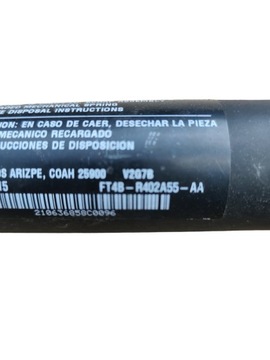 MECHANICAL SPRING
DISPOSAL INSTRUCTIONS
EN CASO DE CAER, DESECHAR LA PIEZA
MECANICO RECARGADO
DE DISPOSICION
ARIZPE, COAH 25900 V2G7B
FT4B-R402A55-AA
210636858C0096